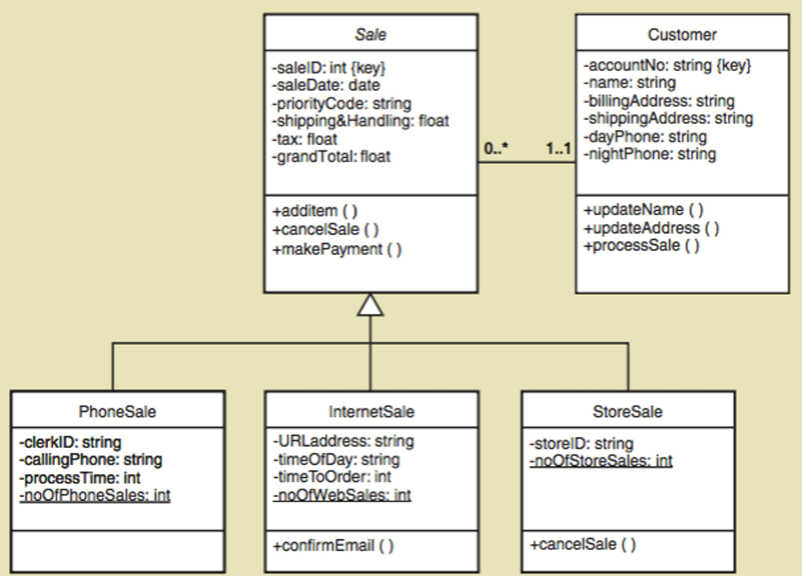 Sale
-saleID: int {key}
-saleDate: date
-priorityCode: string
-shipping&Handling: float
-tax: float
-grandTotal: float
+additem ( )
+cancelSale ( )
+makePayment ( )
0..*
1..1
Customer
-accountNo: string {key}
-name: string
-billingAddress: string
-shippingAddress: string
-dayPhone: string
-nightPhone: string
+updateName ( )
+updateAddress ( )
+processSale ( )
PhoneSale
-clerkID: string
-callingPhone: string
-processTime: int
-noOfPhoneSales: int
InternetSale
-URLaddress: string
-timeOfDay: string
-timeToOrder: int
-noOfWebSales: int
+confirmEmail ( )
StoreSale
-storeID: string
-noOfStoreSales: int
+cancelSale ( )